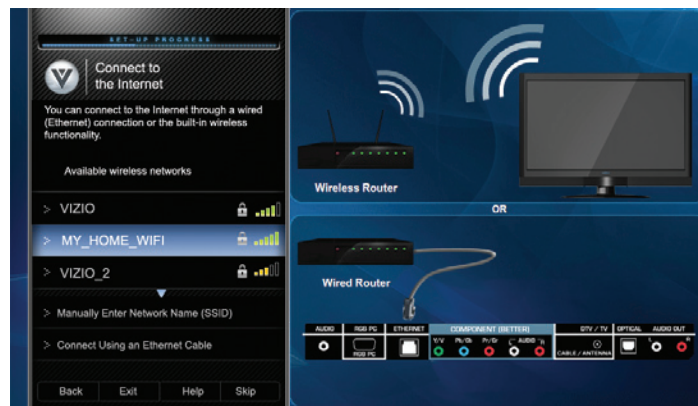 SET-UP PROGRESS
V
Connect to
the Internet
You can connect to the Internet through a wired
(Ethernet) connection or the built-in wireless
functionality.
Available wireless networks
> VIZIO
> MY_HOME_WIFI
> VIZIO_2
> Manually Enter Network Name (SSID)
> Connect Using an Ethernet Cable
Back Exit Help Skip
Wireless Router
OR
Wired Router
AUDIO RGB PC ETHERNET COMPONENT (BETTER) DTV / TV OPTICAL AUDIO OUT
Y/V Pb/Cb Pr/Cr L AUDIO R L R
RGB PC CABLE / ANTENNA